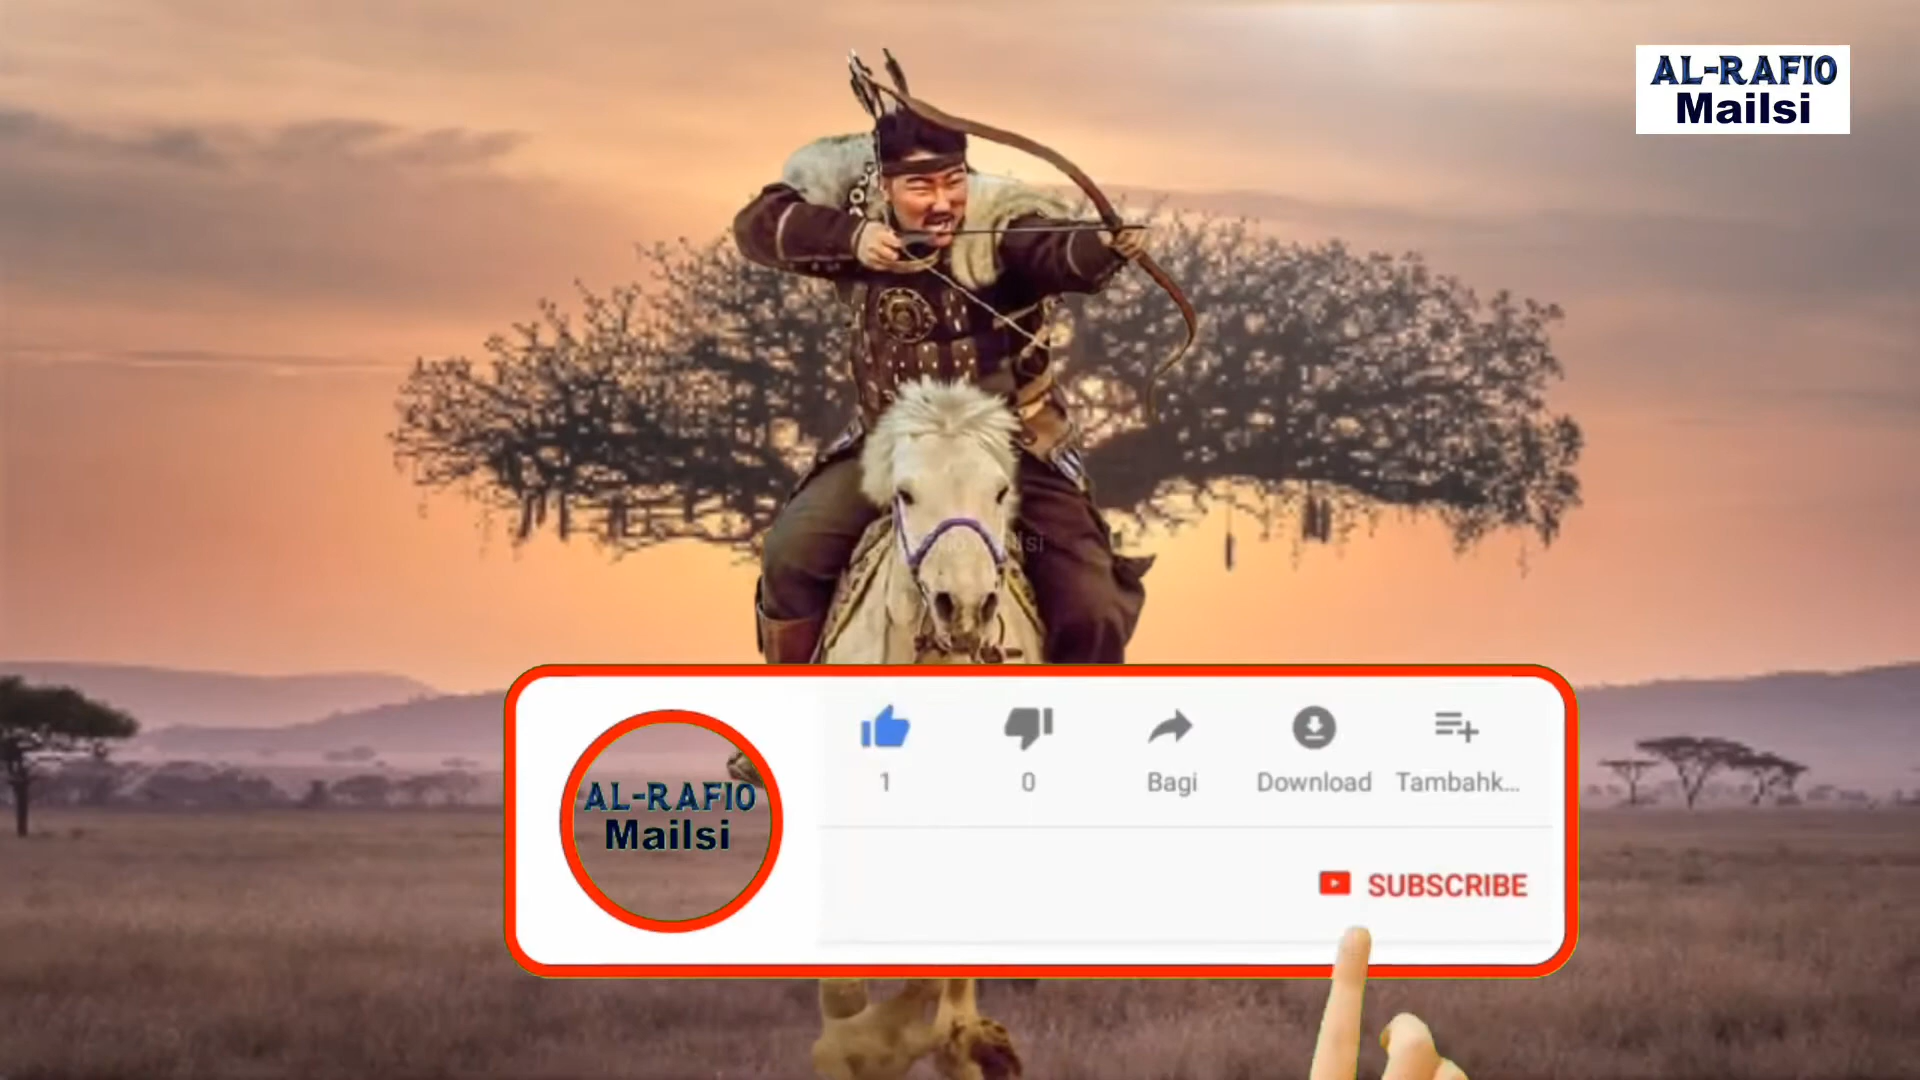 AL-RAFIO
Mailsi
AL-RAFIO
Mailsi
1
0
Bagi
Download
Tambahk...
SUBSCRIBE